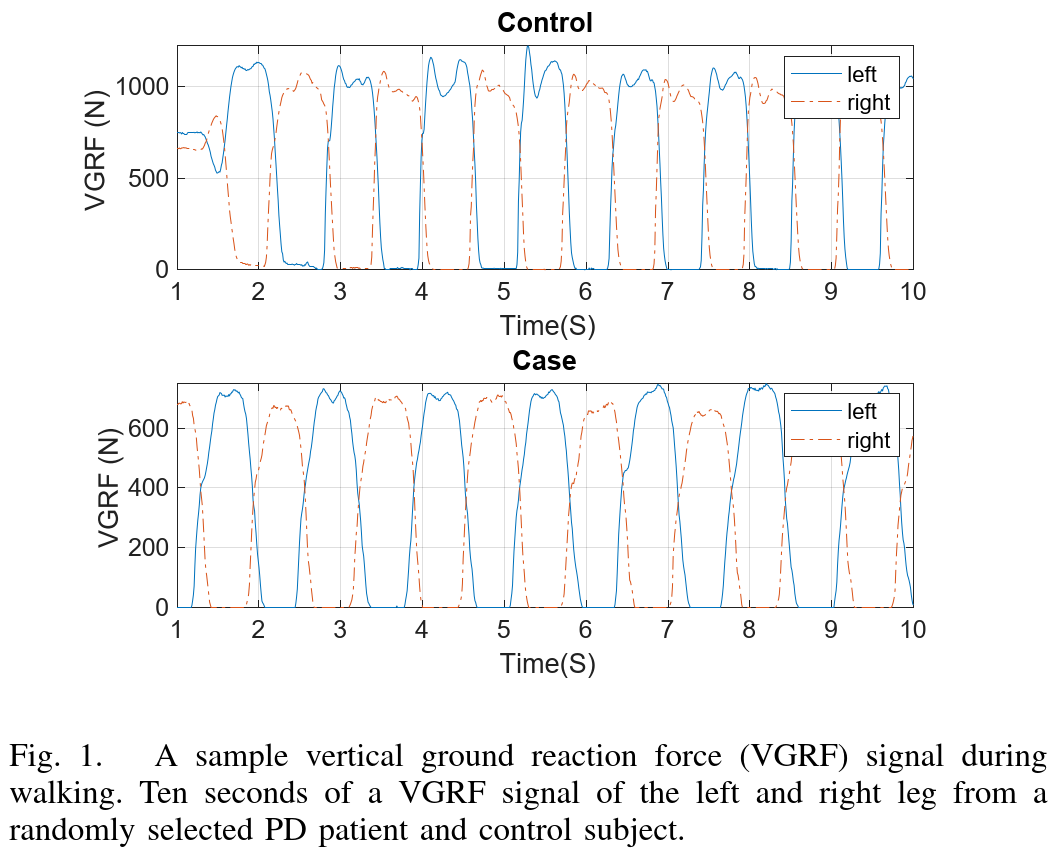 Control
VGRF (N)
1000
500
0
left
right
1 2 3 4 5 6 7 8 9 10
Time(S)
Case
VGRF (N)
600
400
200
0
left
right
1 2 3 4 5 6 7 8 9 10
Time(S)
Fig. 1. A sample vertical ground reaction force (VGRF) signal during
walking. Ten seconds of a VGRF signal of the left and right leg from a
randomly selected PD patient and control subject.